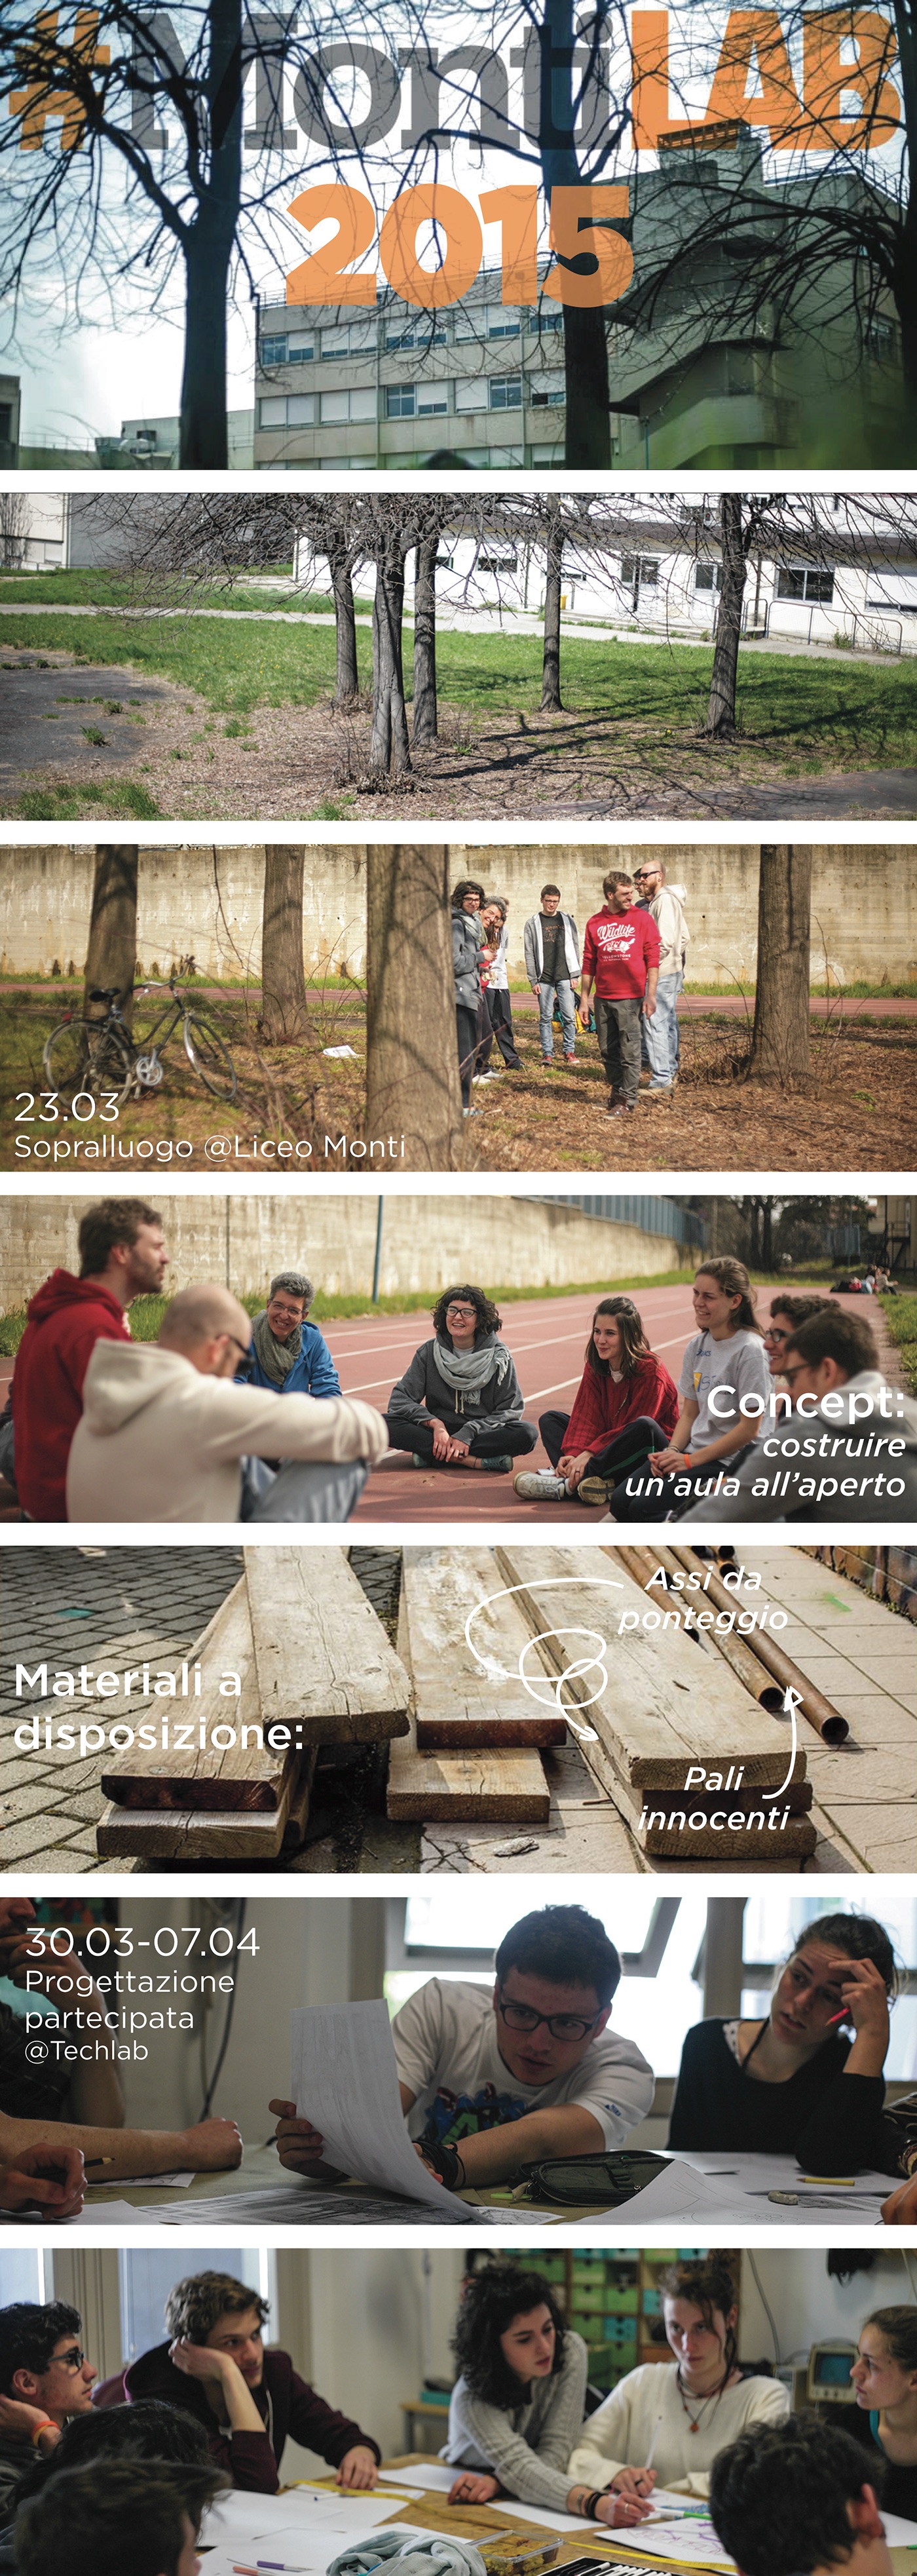 #MontiLAB
2015
Wildlife
23.03
Sopralluogo @Liceo Monti
Concept:
costruire
un'aula all'aperto
Assi da
ponteggio
Materiali a
disposizione:
Pali
innocenti
30.03-07.04
Progettazione
partecipata
@Techlab